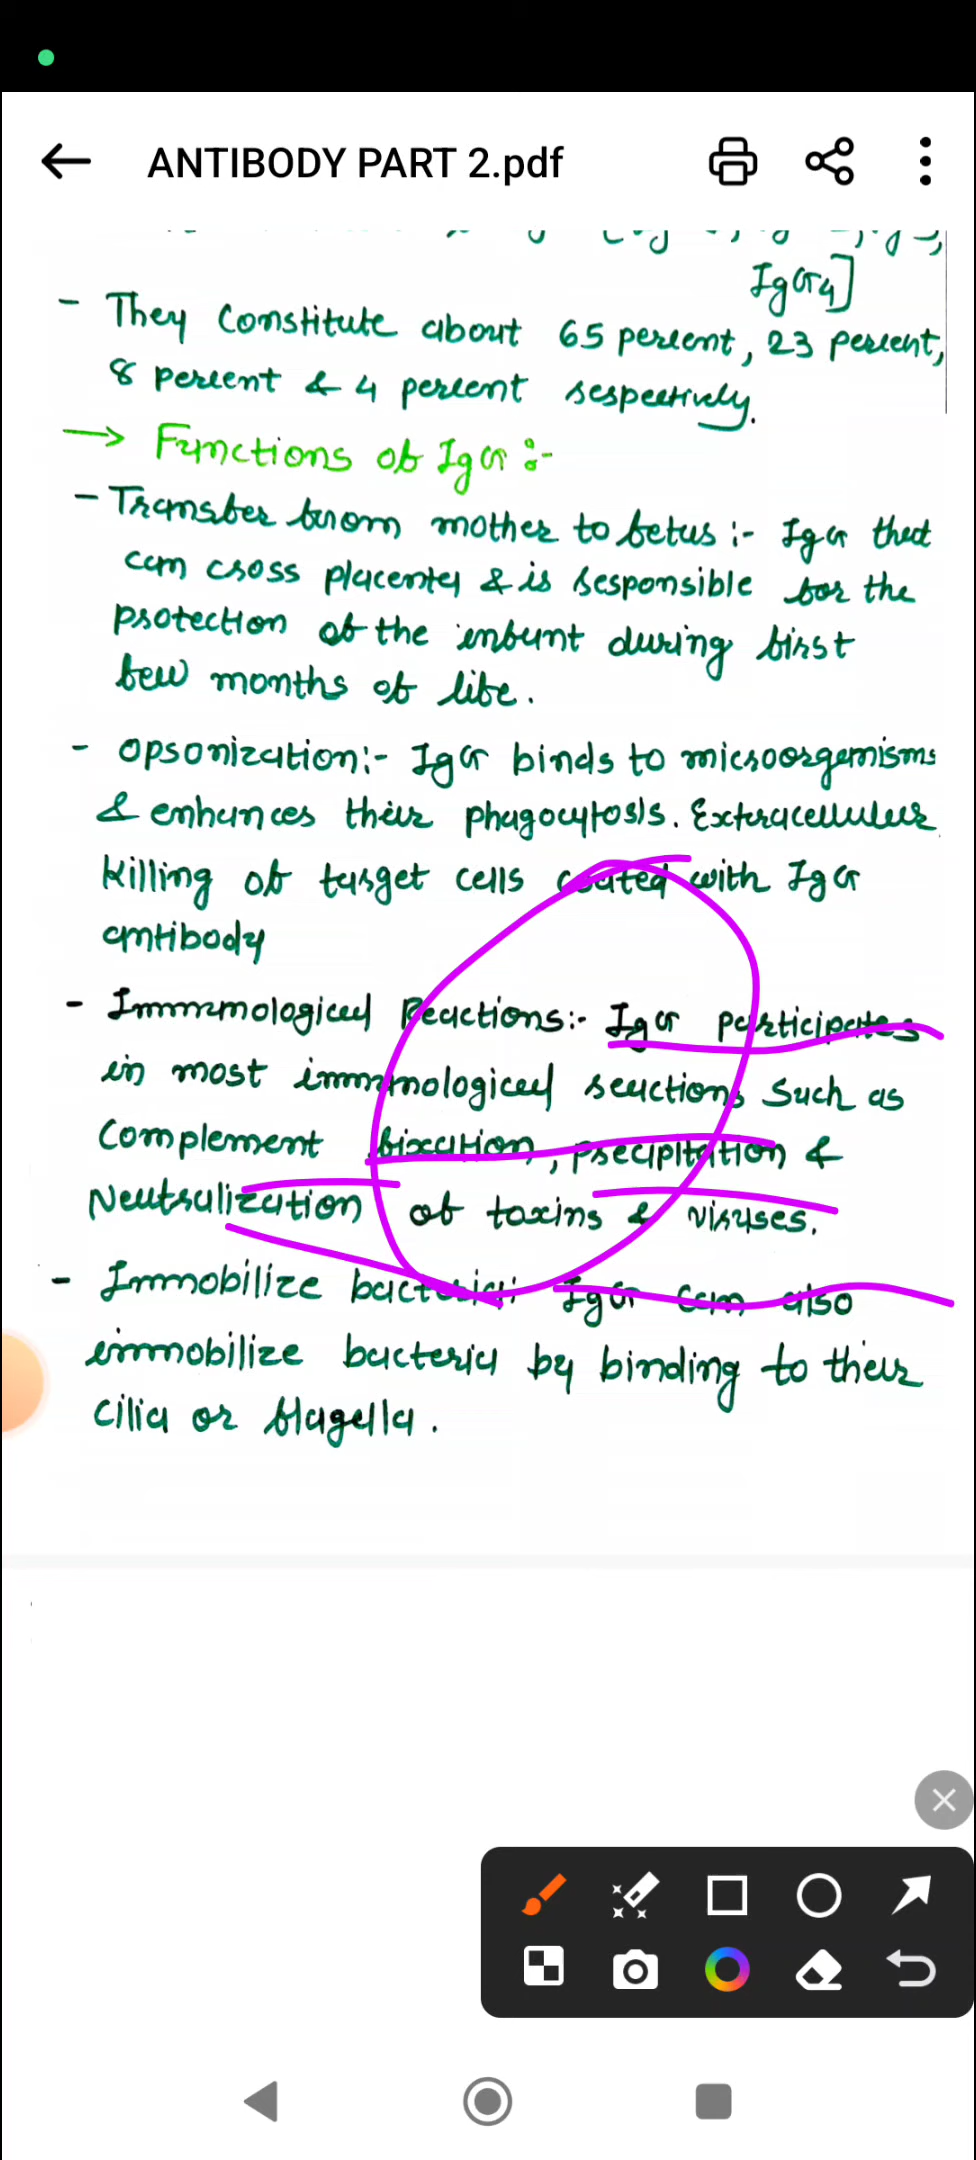 ANTIBODY PART 2.pdf
IgG4]
- They constitute about 65 percent, 23 percent,
8 percent & 4 percent respectively.
→ Functions of IgG :-
- Transfer from mother to fetus :- IgG that
can cross placenta & is responsible for the
protection of the infant during first
few months of life.
- Opsonization:- IgG binds to microorganisms
& enhances their phagocytosis. Extracellular
killing of target cells coated with IgG
antibody
- Immunological Reactions:- IgG participates
in most immunological reactions such as
Complement fixation, precipitation &
Neutralization of toxins & viruses.
- Immobilize bacteria: IgG can also
immobilize bacteria by binding to their
cilia or flagella.